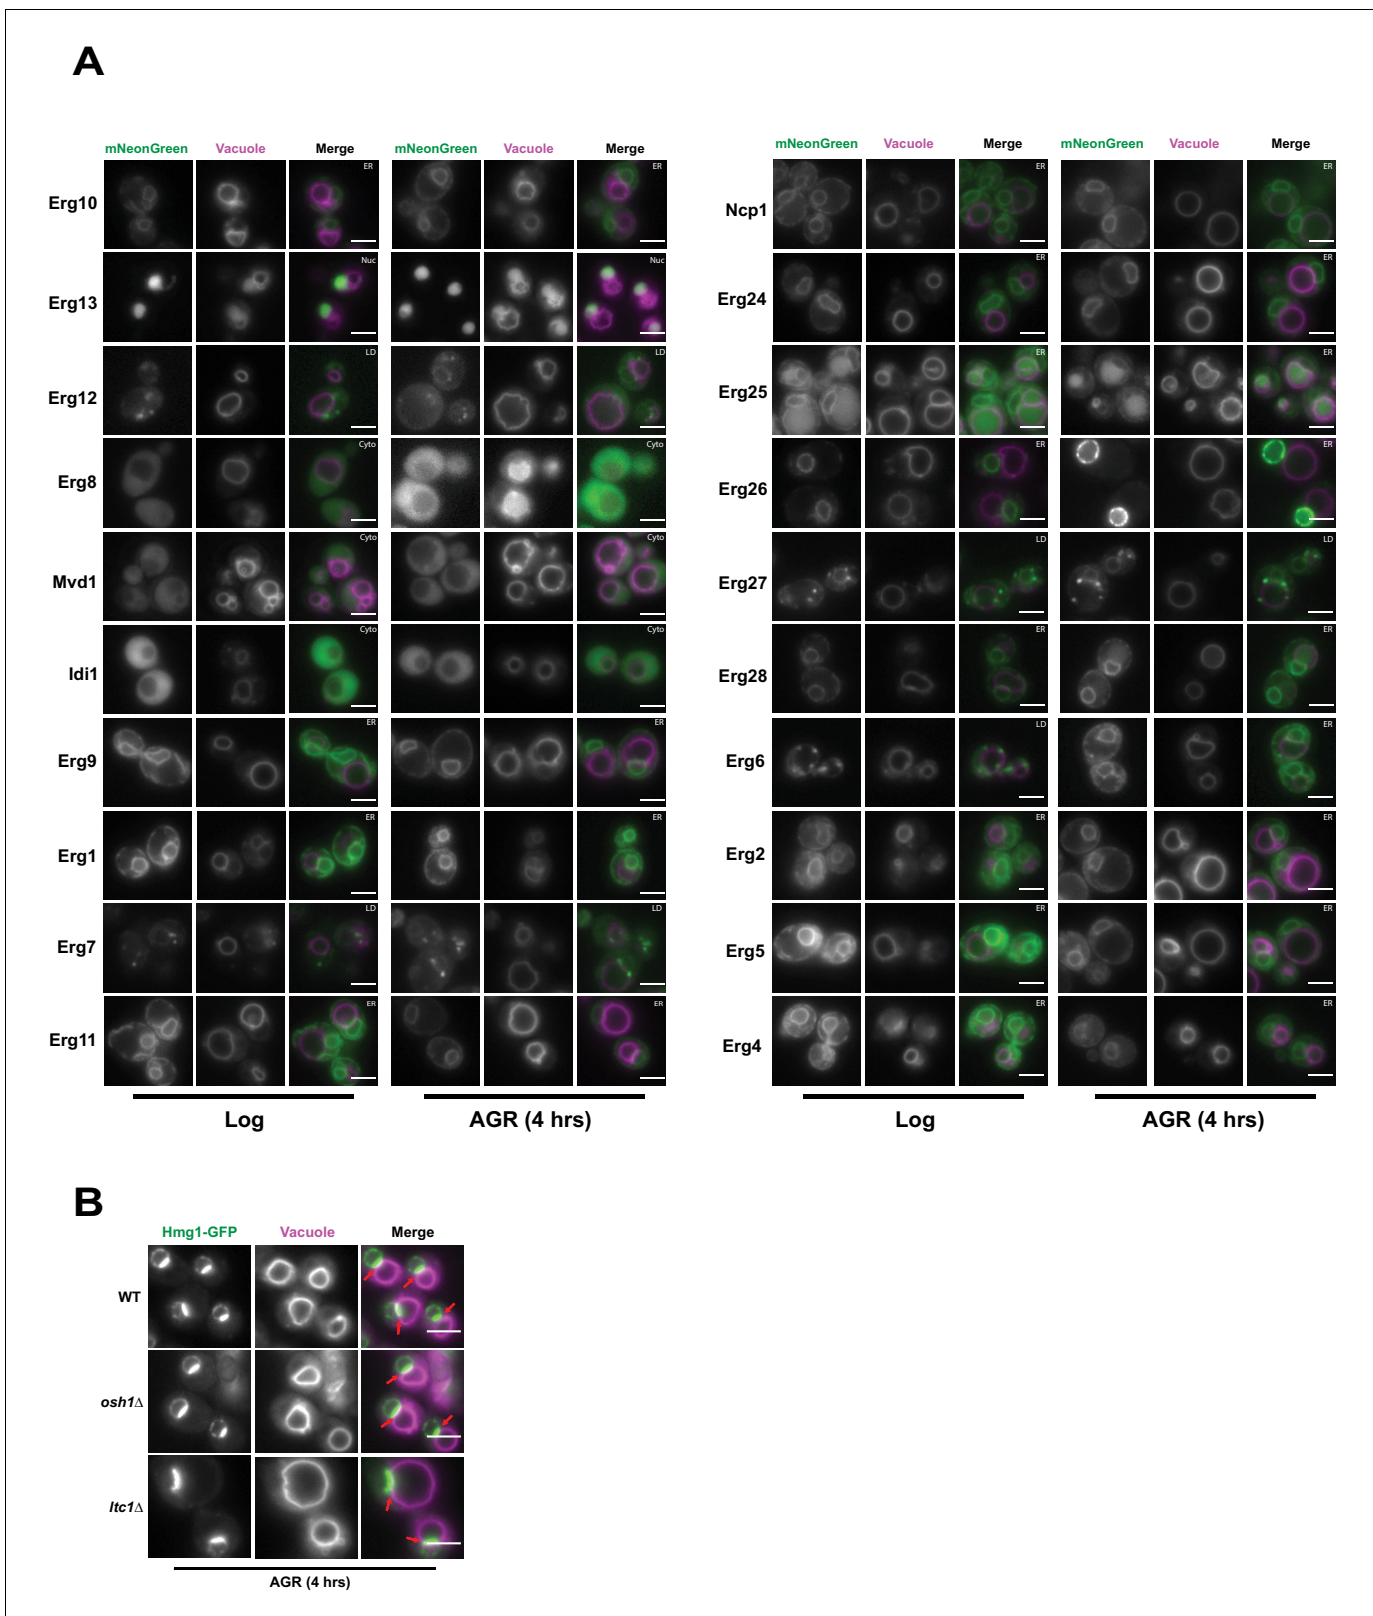 A
mNeonGreen Vacuole Merge mNeonGreen Vacuole Merge
Erg10 ER ER
Erg13 Nuc Nuc
Erg12 LD LD
Erg8 Cyto Cyto
Mvd1 Cyto Cyto
Idi1 Cyto Cyto
Erg9 ER ER
Erg1 ER ER
Erg7 LD LD
Erg11 ER ER
Log AGR (4 hrs)
mNeonGreen Vacuole Merge mNeonGreen Vacuole Merge
Ncp1 ER ER
Erg24 ER ER
Erg25 ER ER
Erg26 ER ER
Erg27 LD LD
Erg28 ER ER
Erg6 LD ER
Erg2 ER ER
Erg5 ER ER
Erg4 ER ER
Log AGR (4 hrs)
B
Hmg1-GFP Vacuole Merge
WT
osh1Δ
ltc1Δ
AGR (4 hrs)